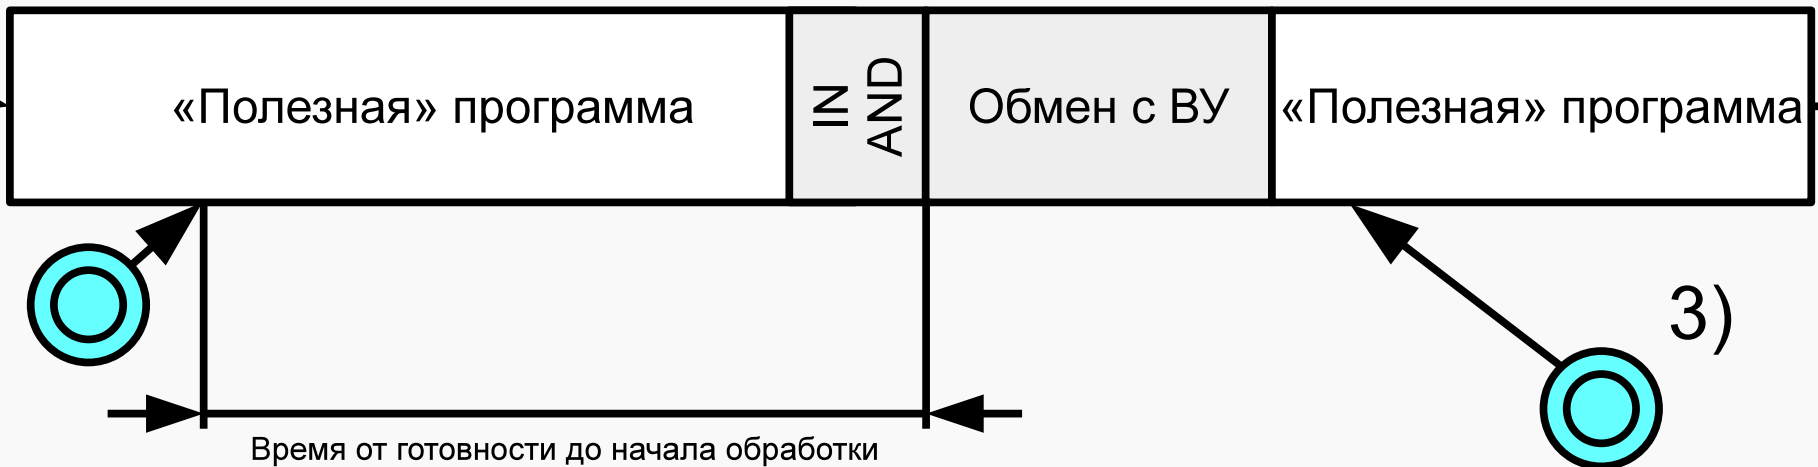 «Полезная» программа
IN
AND
Обмен с ВУ
«Полезная» программа
3)
Время от готовности до начала обработки